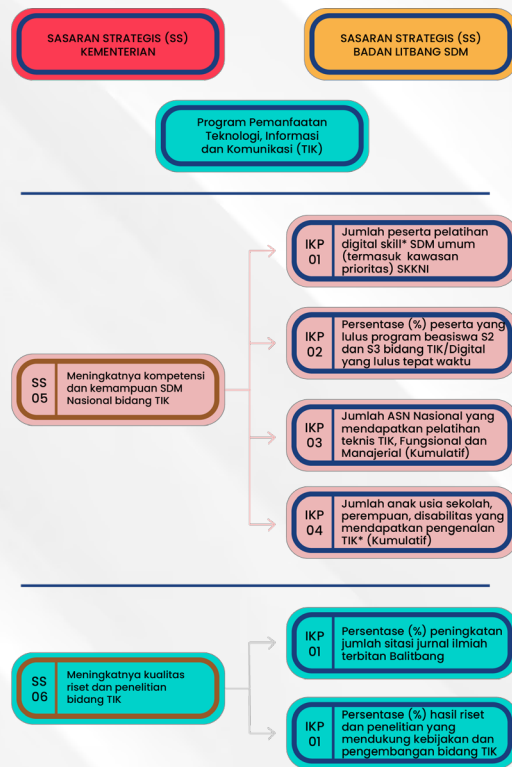 SASARAN STRATEGIS (SS)
KEMENTERIAN
SASARAN STRATEGIS (SS)
BADAN LITBANG SDM
Program Pemanfaatan
Teknologi, Informasi
dan Komunikasi (TIK)
SS
05
Meningkatnya kompetensi
dan kemampuan SDM
Nasional bidang TIK
IKP
01
Jumlah peserta pelatihan
digital skill* SDM umum
(termasuk kawasan
prioritas) SKKNI
IKP
02
Persentase (%) peserta yang
lulus program beasiswa S2
dan S3 bidang TIK/Digital
yang lulus tepat waktu
IKP
03
Jumlah ASN Nasional yang
mendapatkan pelatihan
teknis TIK, Fungsional dan
Manajerial (Kumulatif)
IKP
04
Jumlah anak usia sekolah,
perempuan, disabilitas yang
mendapatkan pengenalan
TIK* (Kumulatif)
SS
06
Meningkatnya kualitas
riset dan penelitian
bidang TIK
IKP
01
Persentase (%) peningkatan
jumlah sitasi jurnal ilmiah
terbitan Balitbang
IKP
01
Persentase (%) hasil riset
dan penelitian yang
mendukung kebijakan dan
pengembangan bidang TIK